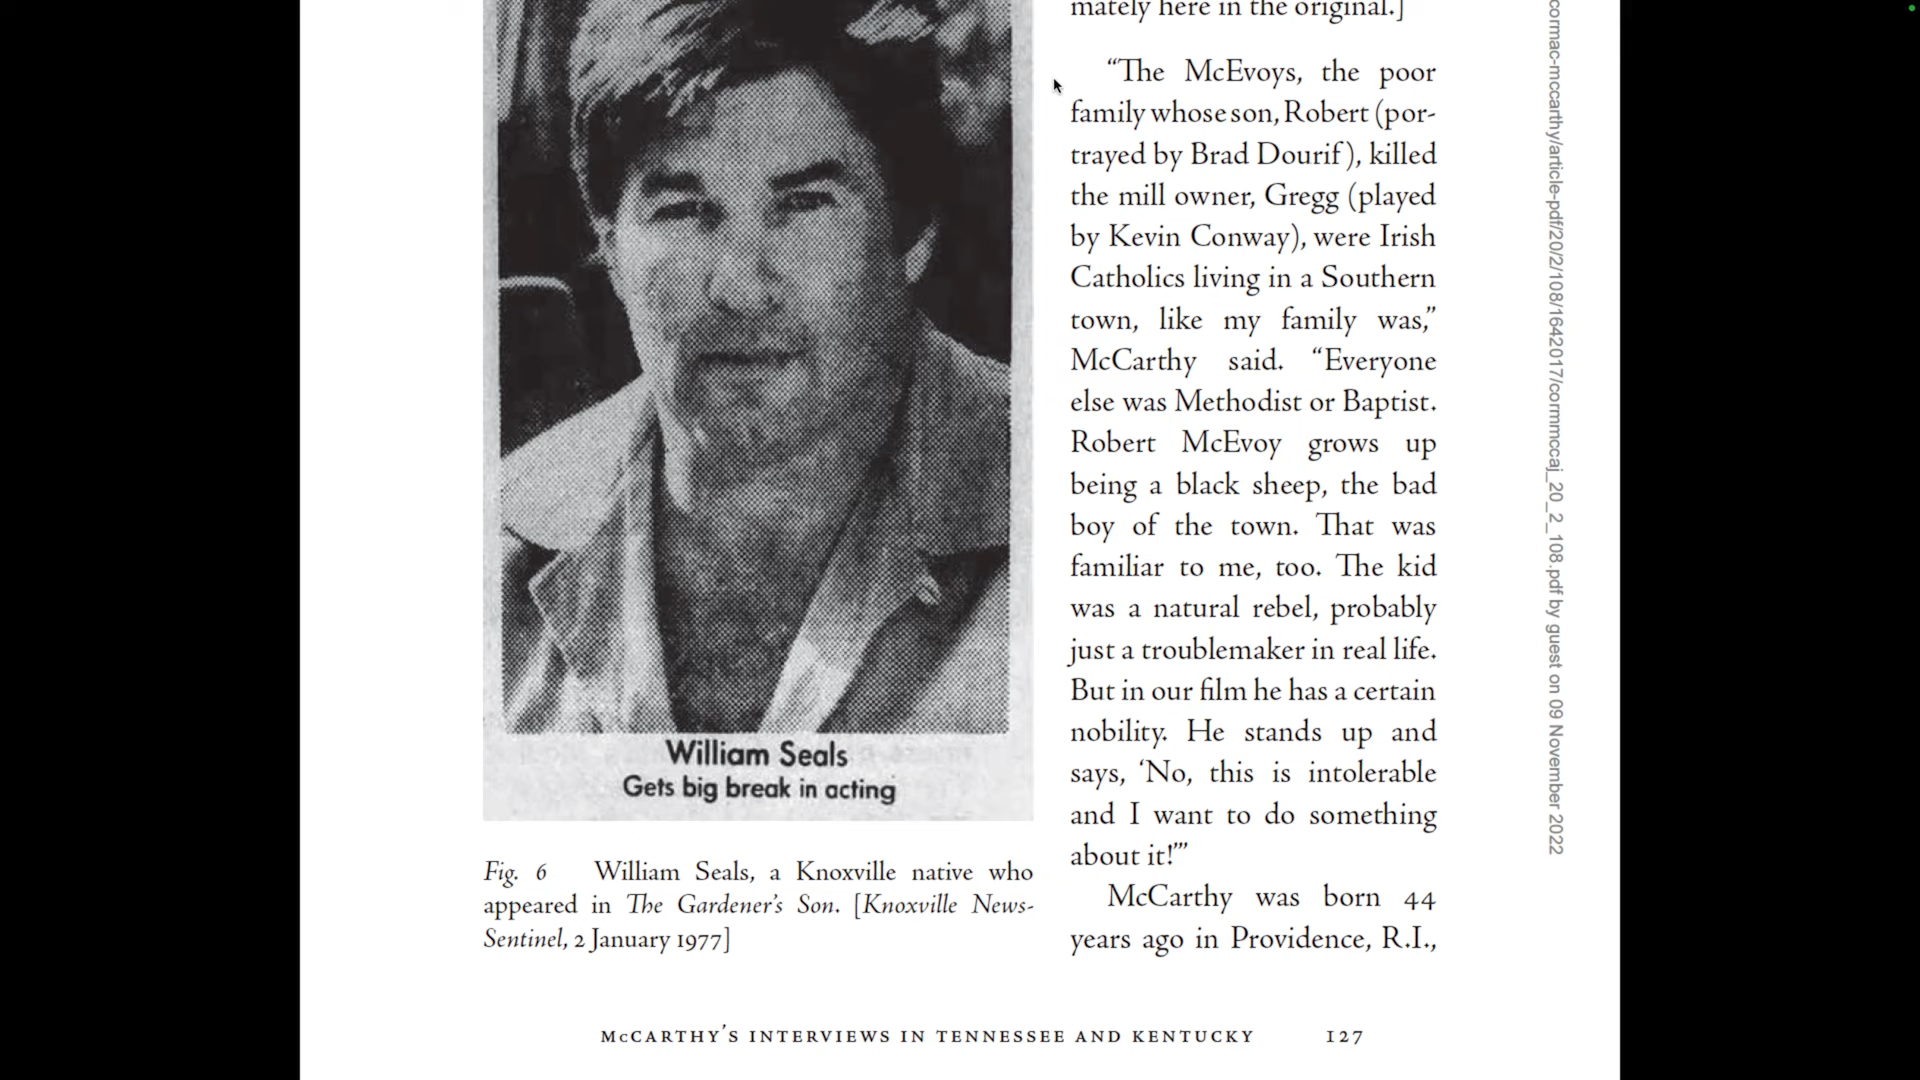 William Seals
Gets big break in acting
Fig. 6 William Seals, a Knoxville native who
appeared in The Gardener's Son. [Knoxville News-
Sentinel, 2 January 1977]
mately here in the original.]
“The McEvoys, the poor
family whose son, Robert (por-
trayed by Brad Dourif), killed
the mill owner, Gregg (played
by Kevin Conway), were Irish
Catholics living in a Southern
town, like my family was,”
McCarthy said. “Everyone
else was Methodist or Baptist.
Robert McEvoy grows up
being a black sheep, the bad
boy of the town. That was
familiar to me, too. The kid
was a natural rebel, probably
just a troublemaker in real life.
But in our film he has a certain
nobility. He stands up and
says, ‘No, this is intolerable
and I want to do something
about it!’”
McCarthy was born 44
years ago in Providence, R.I.,
McCARTHY'S INTERVIEWS IN TENNESSEE AND KENTUCKY 127
cormac-mccarthy/article-pdf/20/2/108/1642017/cormmccaj_20_2_108.pdf by guest on 09 November 2022